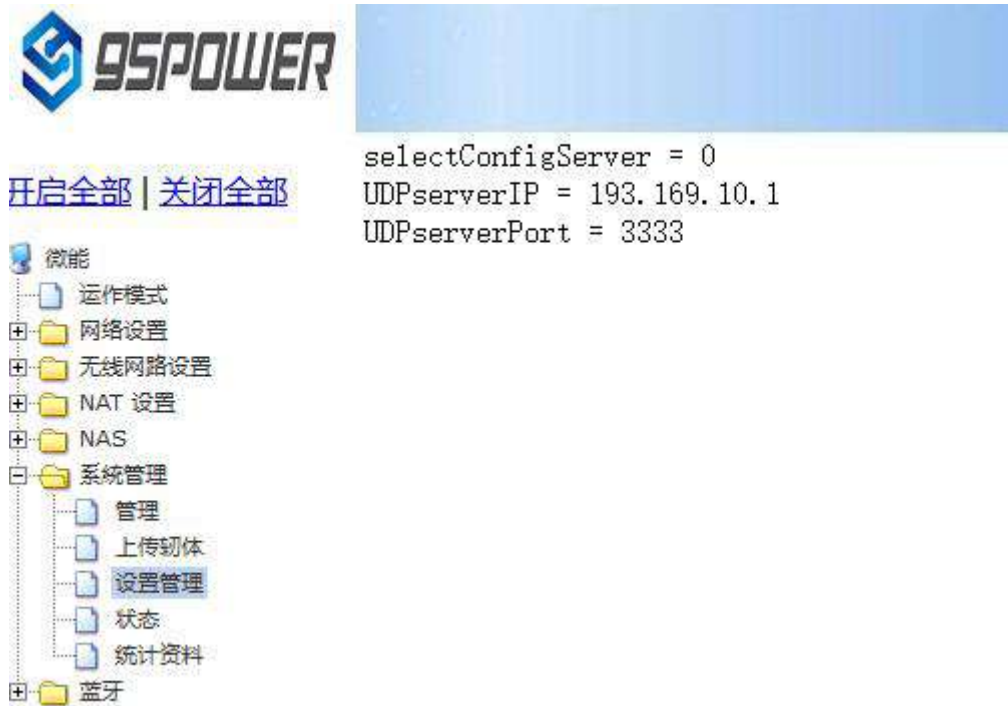 95POWER
selectConfigServer = 0
UDPserverIP = 193.169.10.1
UDPserverPort = 3333
开启全部 | 关闭全部
微能
运作模式
网络设置
无线网路设置
NAT 设置
NAS
系统管理
管理
上传韧体
设置管理
状态
统计资料
蓝牙